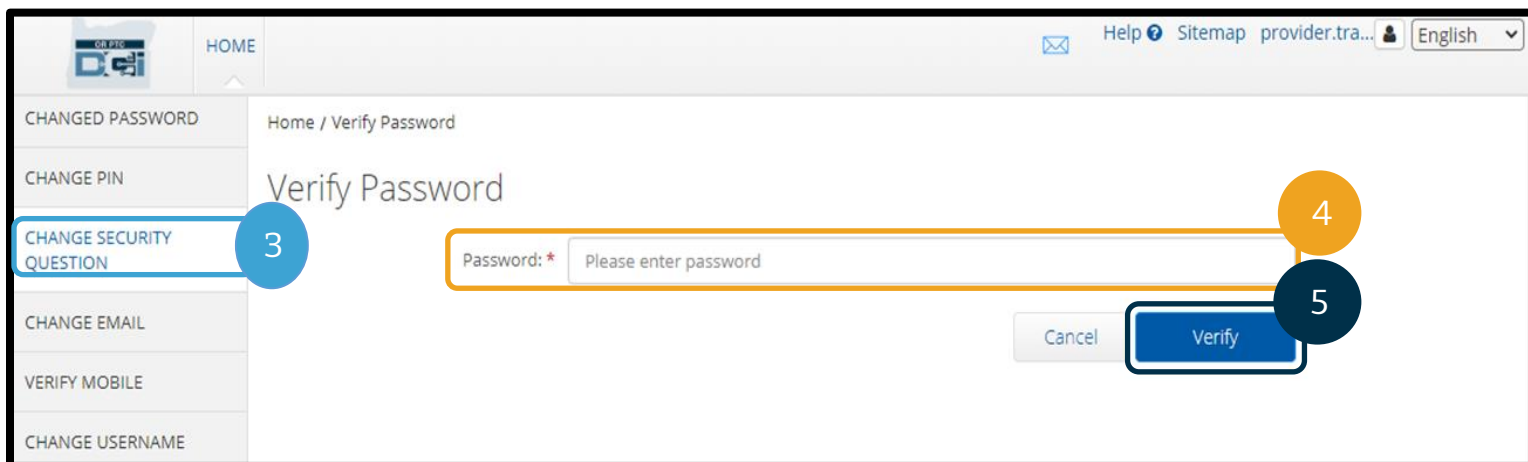 OR PTC
DCi
HOME
Help ? Sitemap provider.tra... English
CHANGED PASSWORD
Home / Verify Password
CHANGE PIN
Verify Password
CHANGE SECURITY
QUESTION
3
4
Password: * Please enter password
5
CHANGE EMAIL
Cancel Verify
VERIFY MOBILE
CHANGE USERNAME